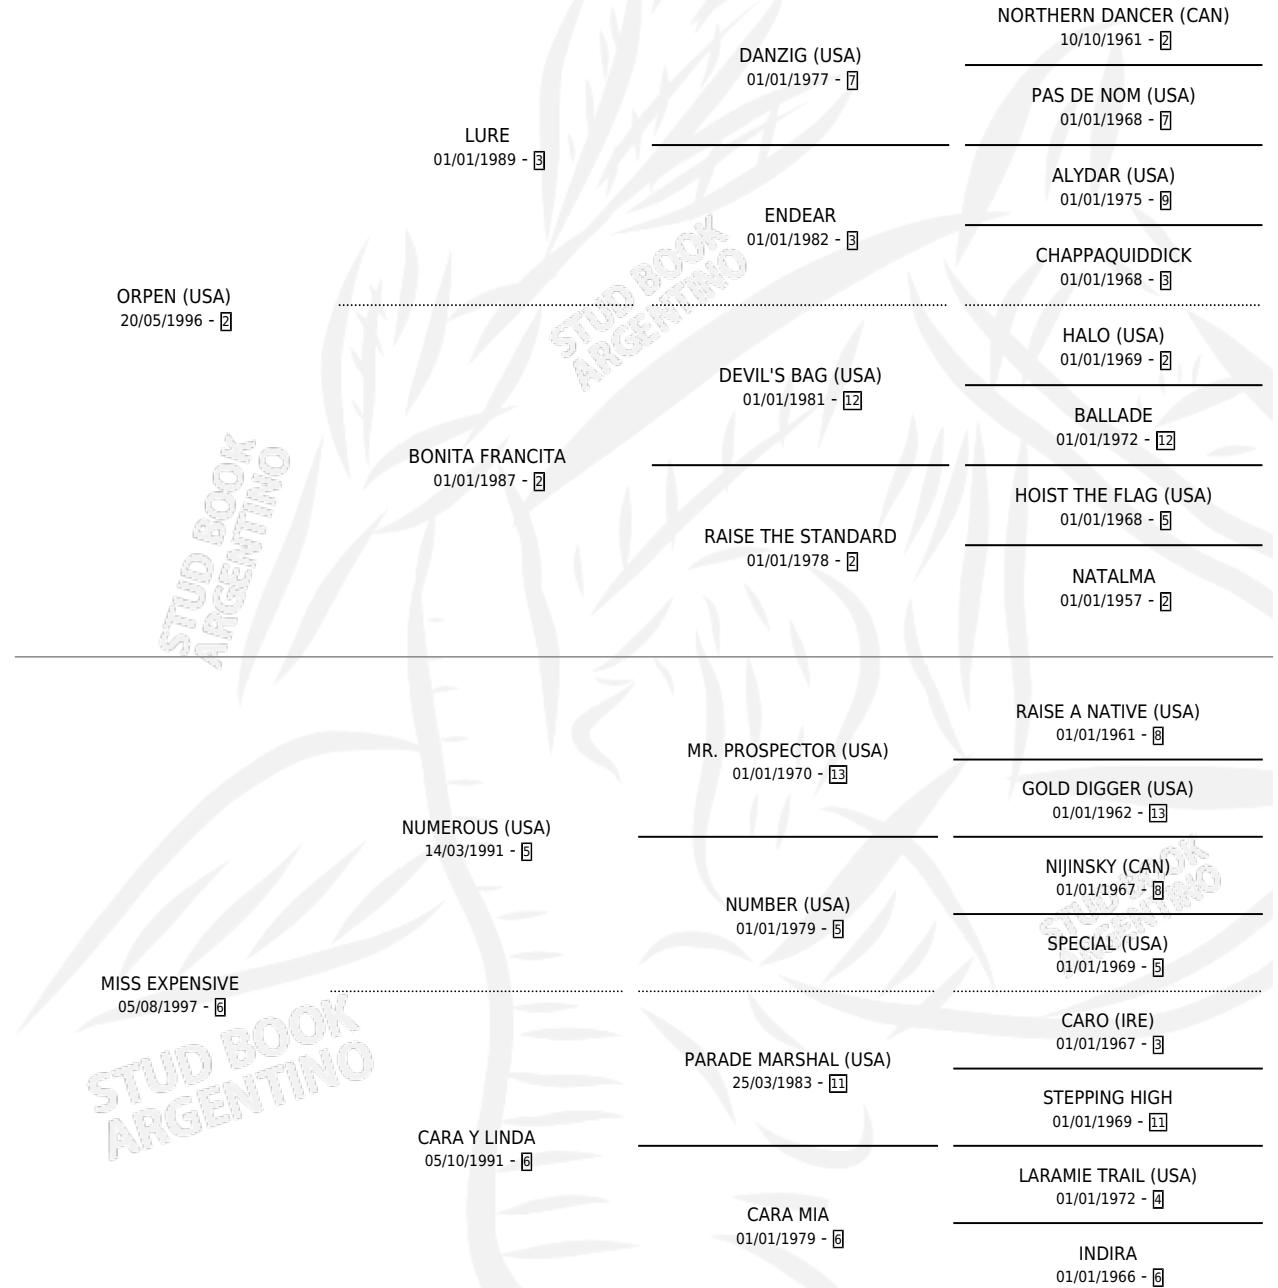 NORTHERN DANCER (CAN)
10/10/1961 - 2
DANZIG (USA)
01/01/1977 - 7
PAS DE NOM (USA)
01/01/1968 - 7
LURE
01/01/1989 - 3
ALYDAR (USA)
01/01/1975 - 9
ENDEAR
01/01/1982 - 3
CHAPPAQUIDDICK
01/01/1968 - 3
ORPEN (USA)
20/05/1996 - 2
HALO (USA)
01/01/1969 - 2
DEVIL'S BAG (USA)
01/01/1981 - 12
BALLADE
01/01/1972 - 12
BONITA FRANCITA
01/01/1987 - 2
HOIST THE FLAG (USA)
01/01/1968 - 5
RAISE THE STANDARD
01/01/1978 - 2
NATALMA
01/01/1957 - 2
RAISE A NATIVE (USA)
01/01/1961 - 8
MR. PROSPECTOR (USA)
01/01/1970 - 13
GOLD DIGGER (USA)
01/01/1962 - 13
NUMEROUS (USA)
14/03/1991 - 5
NIJINSKY (CAN)
01/01/1967 - 8
NUMBER (USA)
01/01/1979 - 5
SPECIAL (USA)
01/01/1969 - 5
MISS EXPENSIVE
05/08/1997 - 6
CARO (IRE)
01/01/1967 - 3
PARADE MARSHAL (USA)
25/03/1983 - 11
STEPPING HIGH
01/01/1969 - 11
CARA Y LINDA
05/10/1991 - 6
LARAMIE TRAIL (USA)
01/01/1972 - 4
CARA MIA
01/01/1979 - 6
INDIRA
01/01/1966 - 6
STUD BOOK
ARGENTINO
STUD BOOK
ARGENTINO
STUD BOOK
ARGENTINO
STUD BOOK
ARGENTINO